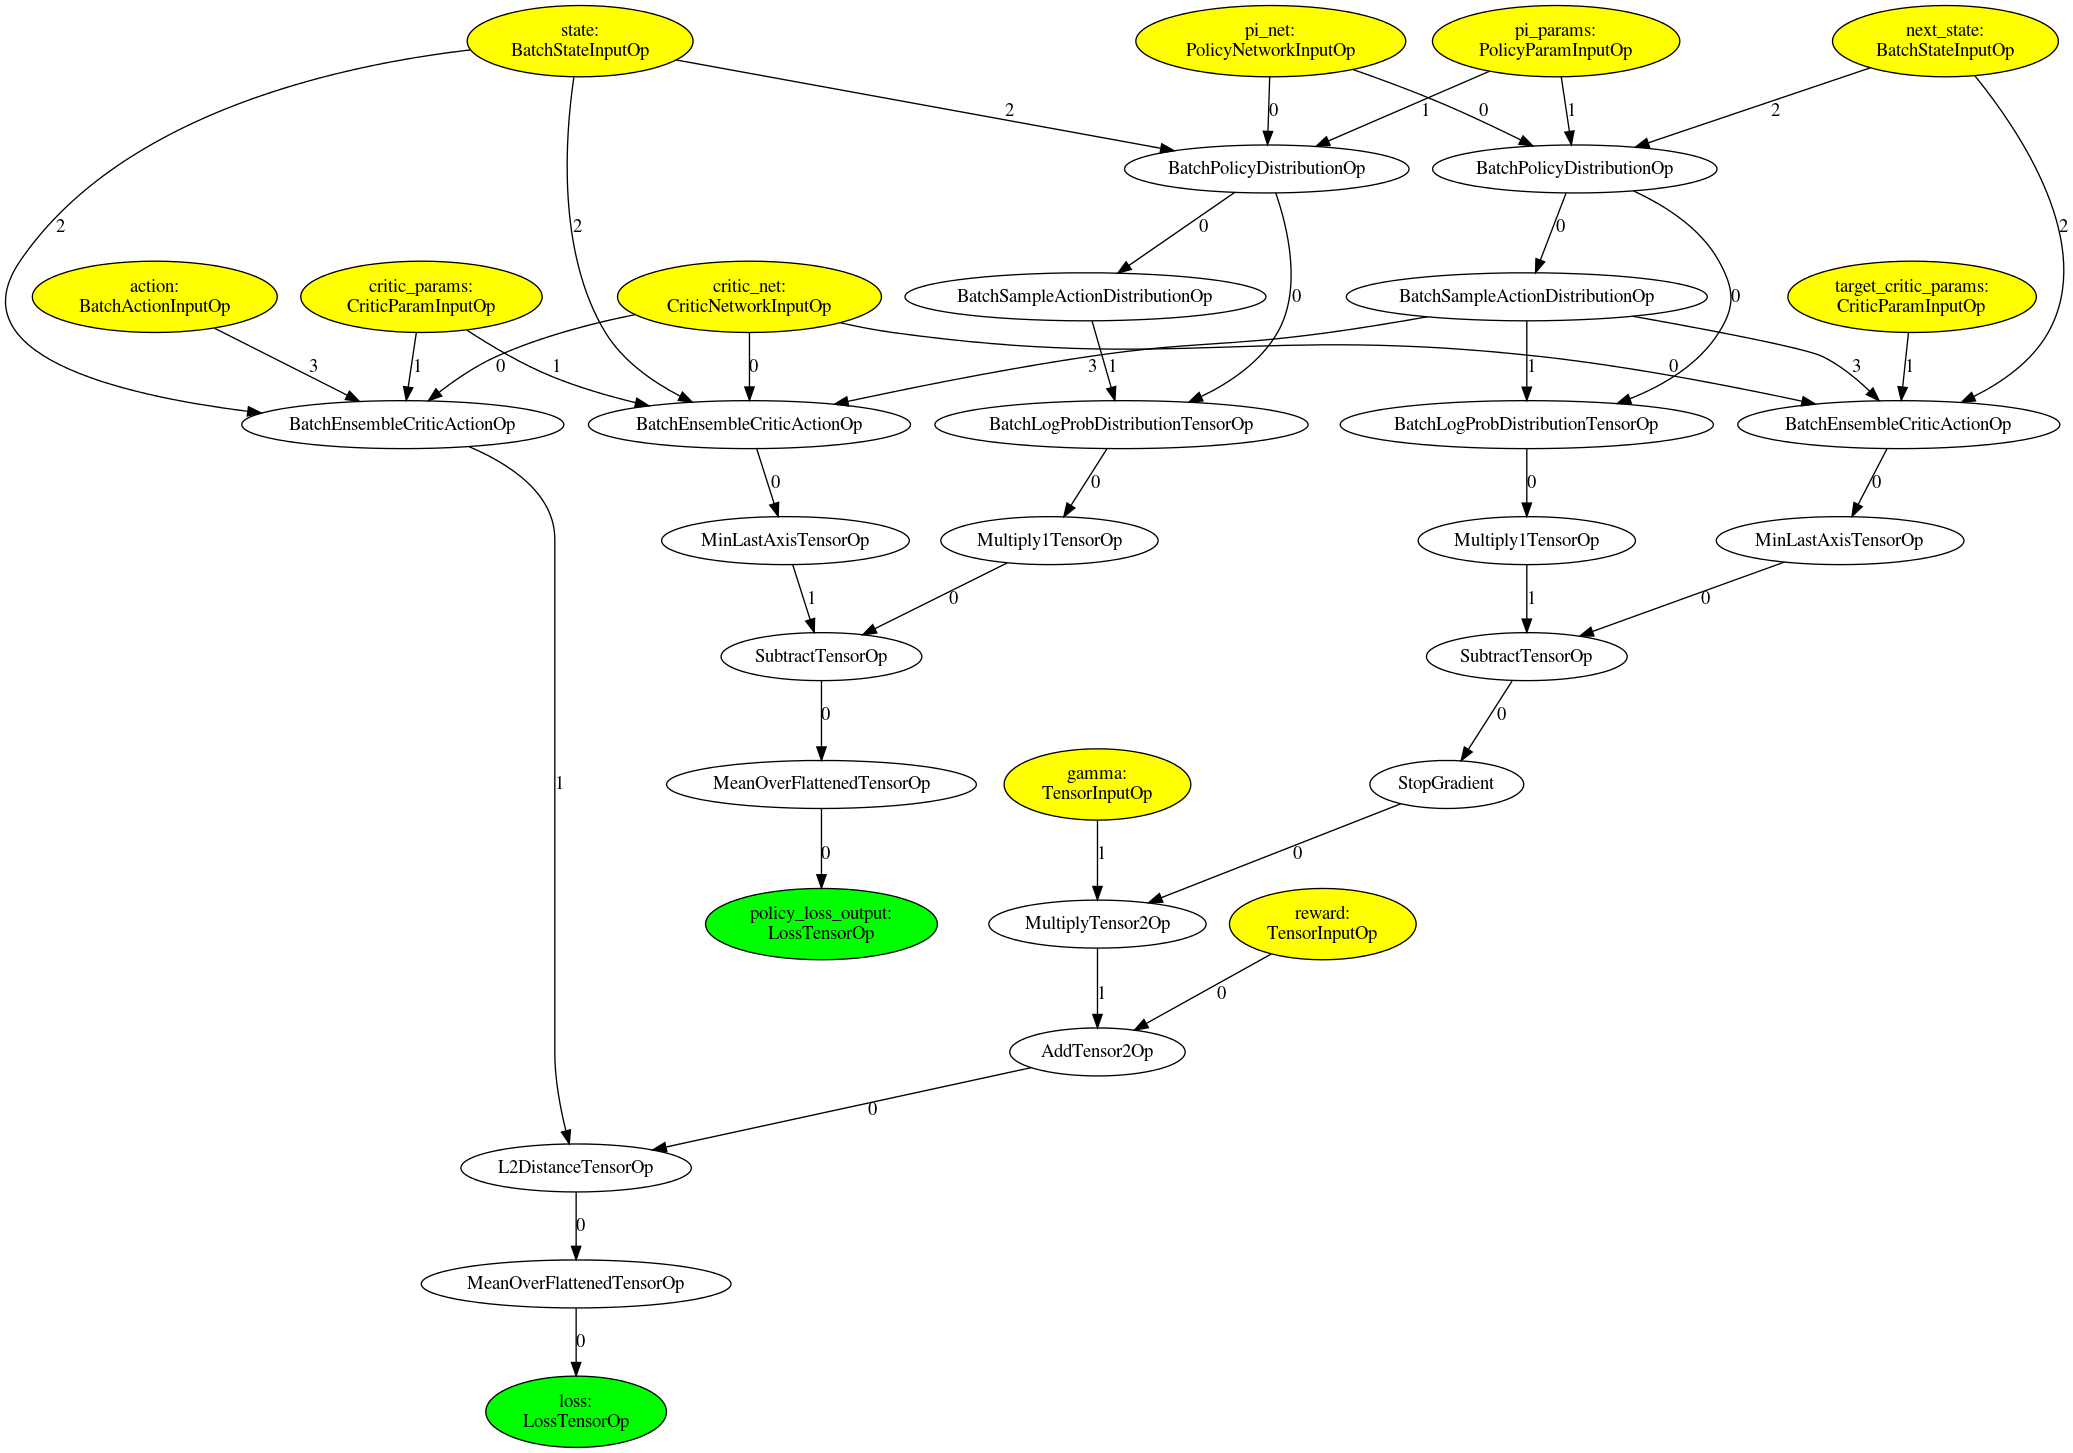 state:
BatchStateInputOp
pi_net:
PolicyNetworkInputOp
pi_params:
PolicyParamInputOp
next_state:
BatchStateInputOp
2
0
1
0
1
2
BatchPolicyDistributionOp
BatchPolicyDistributionOp
2
2
0
0
2
action:
BatchActionInputOp
critic_params:
CriticParamInputOp
critic_net:
CriticNetworkInputOp
BatchSampleActionDistributionOp
0
BatchSampleActionDistributionOp
0
target_critic_params:
CriticParamInputOp
3
1
0
1
0
3
1
1
0
3
1
BatchEnsembleCriticActionOp
BatchEnsembleCriticActionOp
BatchLogProbDistributionTensorOp
BatchLogProbDistributionTensorOp
BatchEnsembleCriticActionOp
0
0
0
0
MinLastAxisTensorOp
Multiply1TensorOp
Multiply1TensorOp
MinLastAxisTensorOp
1
0
1
0
SubtractTensorOp
SubtractTensorOp
0
0
1
MeanOverFlattenedTensorOp
gamma:
TensorInputOp
StopGradient
0
1
0
policy_loss_output:
LossTensorOp
MultiplyTensor2Op
reward:
TensorInputOp
1
0
AddTensor2Op
0
L2DistanceTensorOp
0
MeanOverFlattenedTensorOp
0
loss:
LossTensorOp